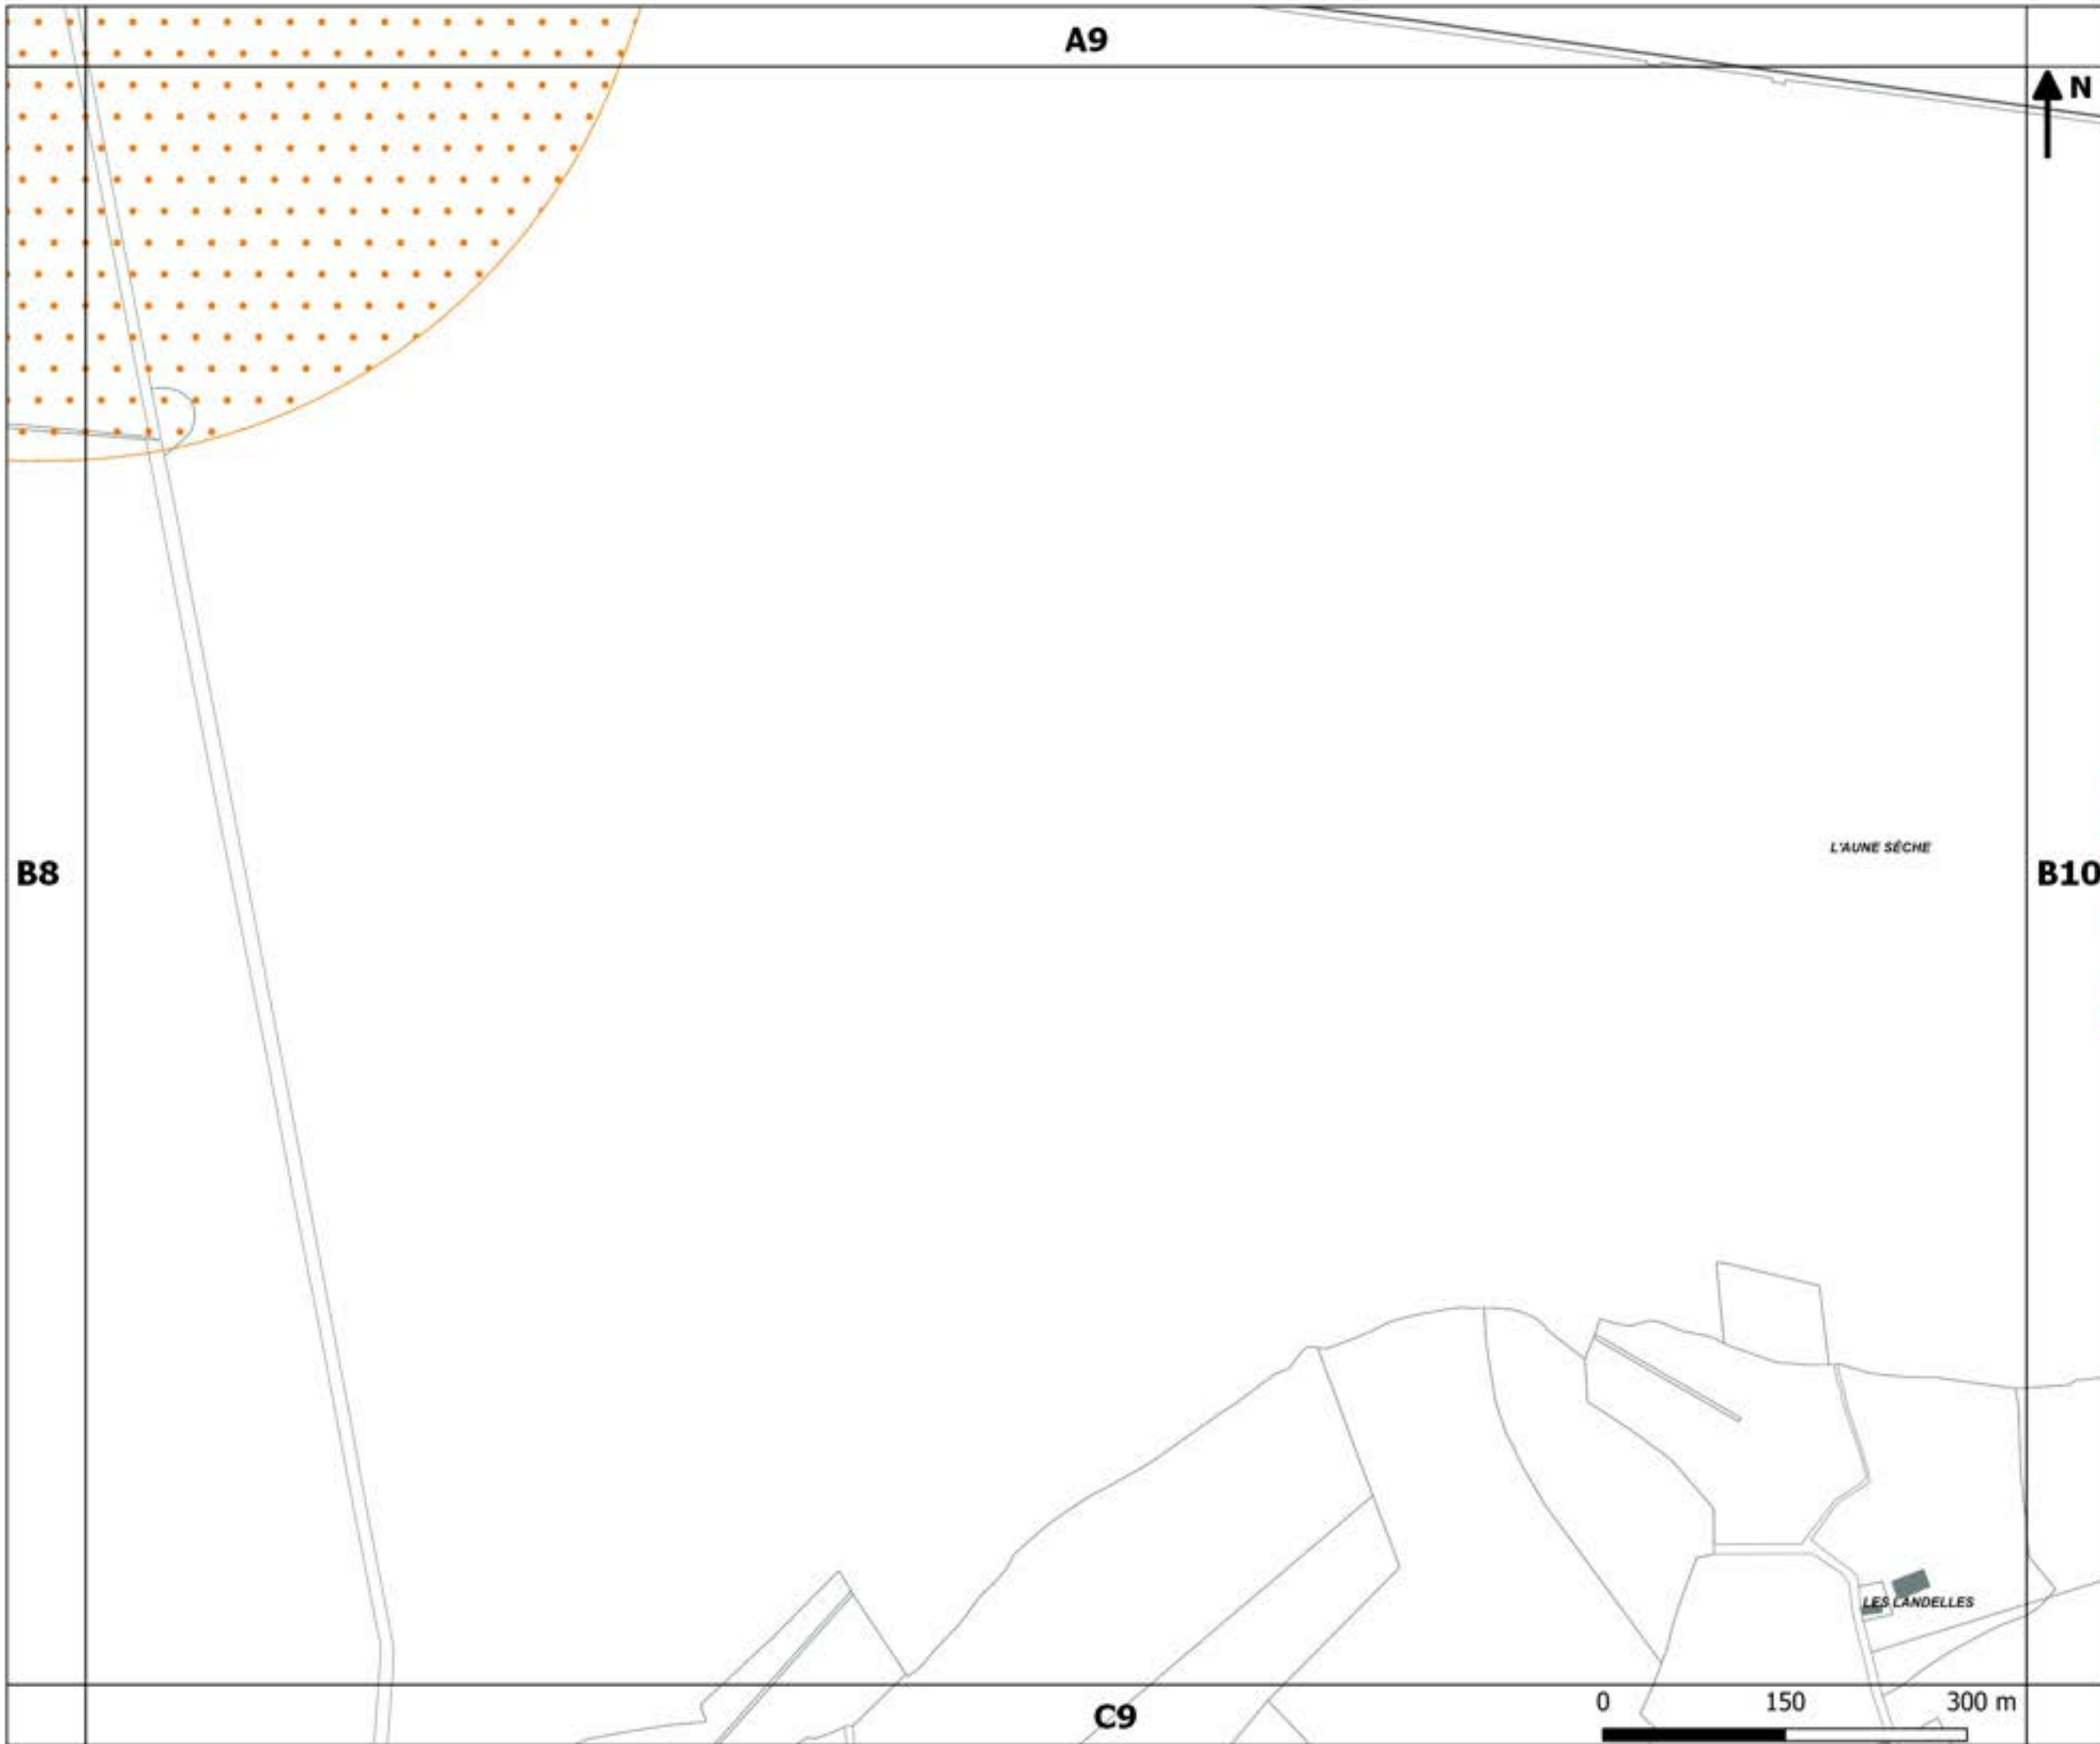 A9
N
L'AUNE SÈCHE
B8
B10
LES LANDELLES
0 150 300 m
C9